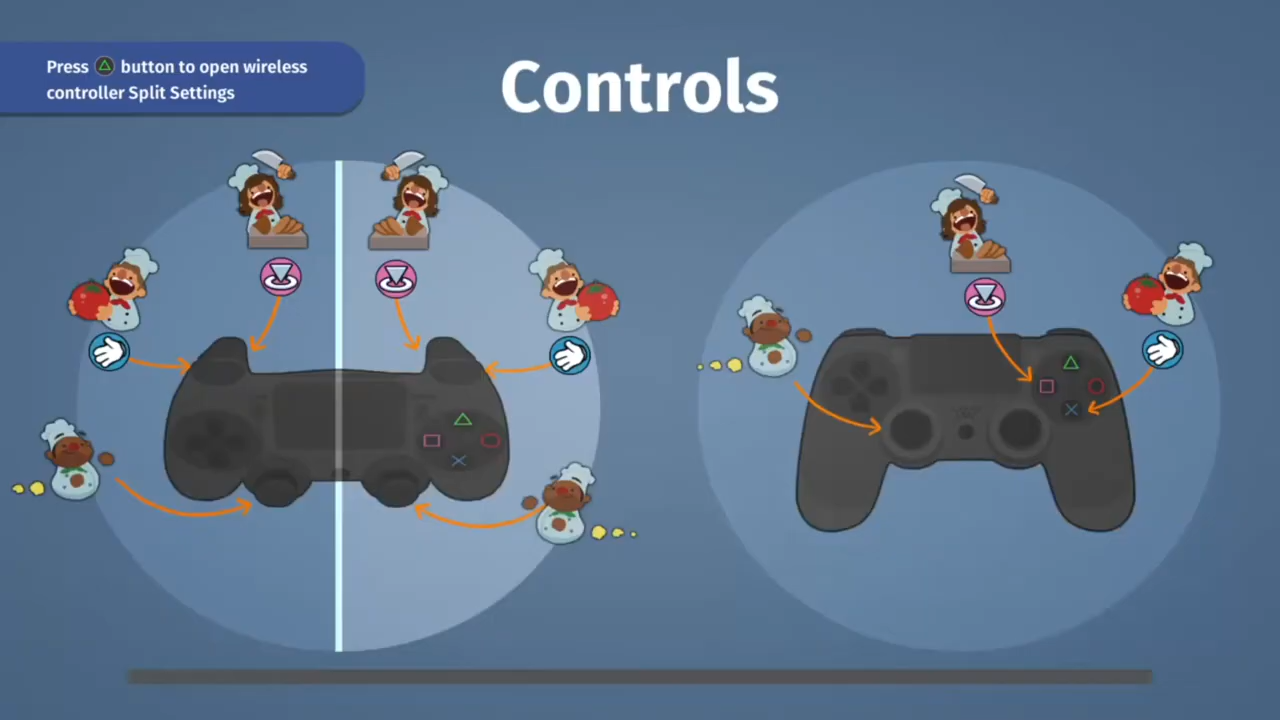 Controls
Press button to open wireless
controller Split Settings